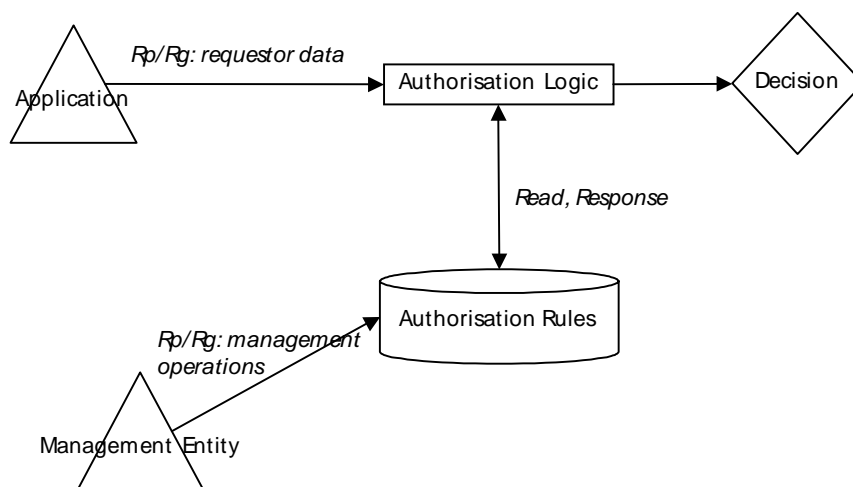 Rp/Rg: requestor data
Application
Authorisation Logic
Decision
Read, Response
Authorisation Rules
Rp/Rg: management
operations
Management Entity